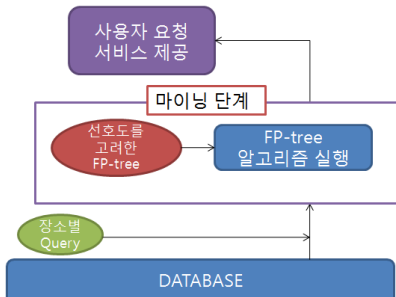 사용자 요청
서비스 제공
마이닝 단계
선호도를
고려한
FP-tree
FP-tree
알고리즘 실행
장소별
Query
DATABASE